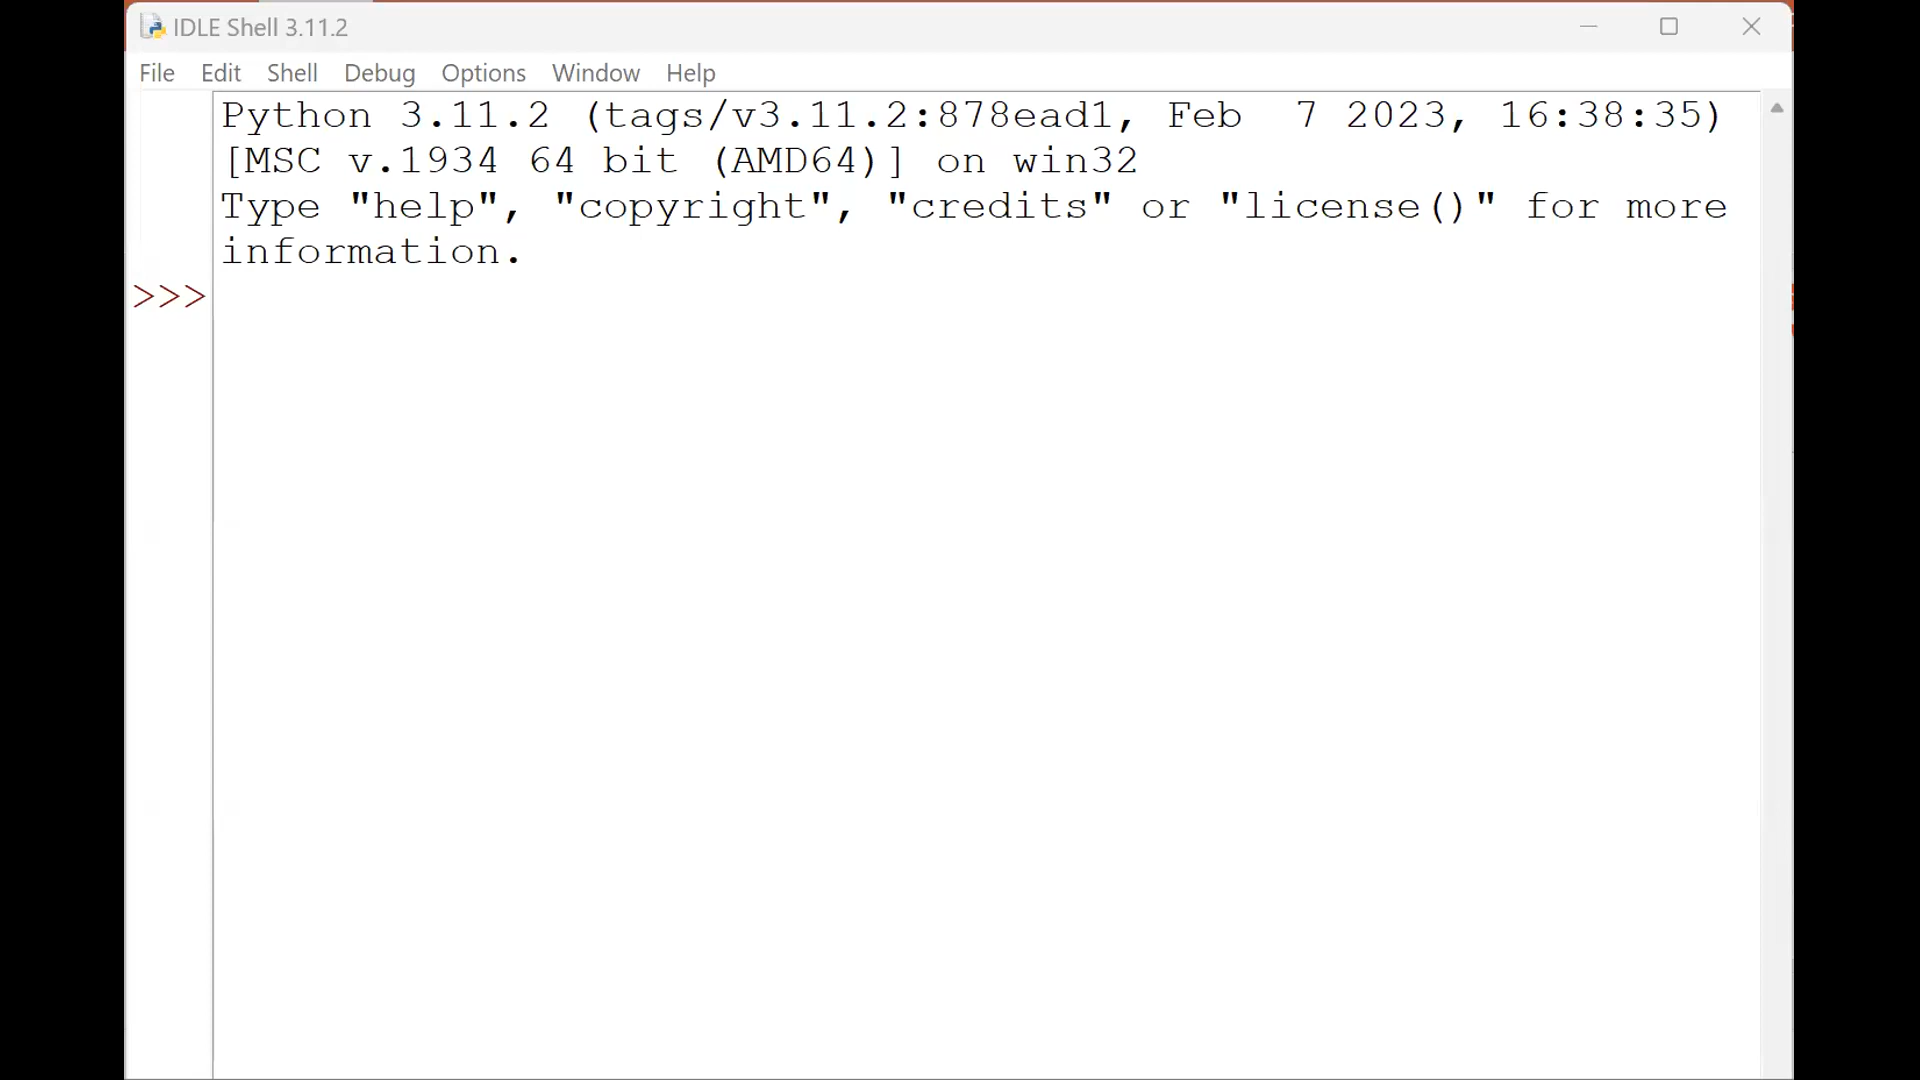 IDLE Shell 3.11.2
File Edit Shell Debug Options Window Help
Python 3.11.2 (tags/v3.11.2:878ead1, Feb  7 2023, 16:38:35)
[MSC v.1934 64 bit (AMD64)] on win32
Type "help", "copyright", "credits" or "license()" for more
information.
>>>